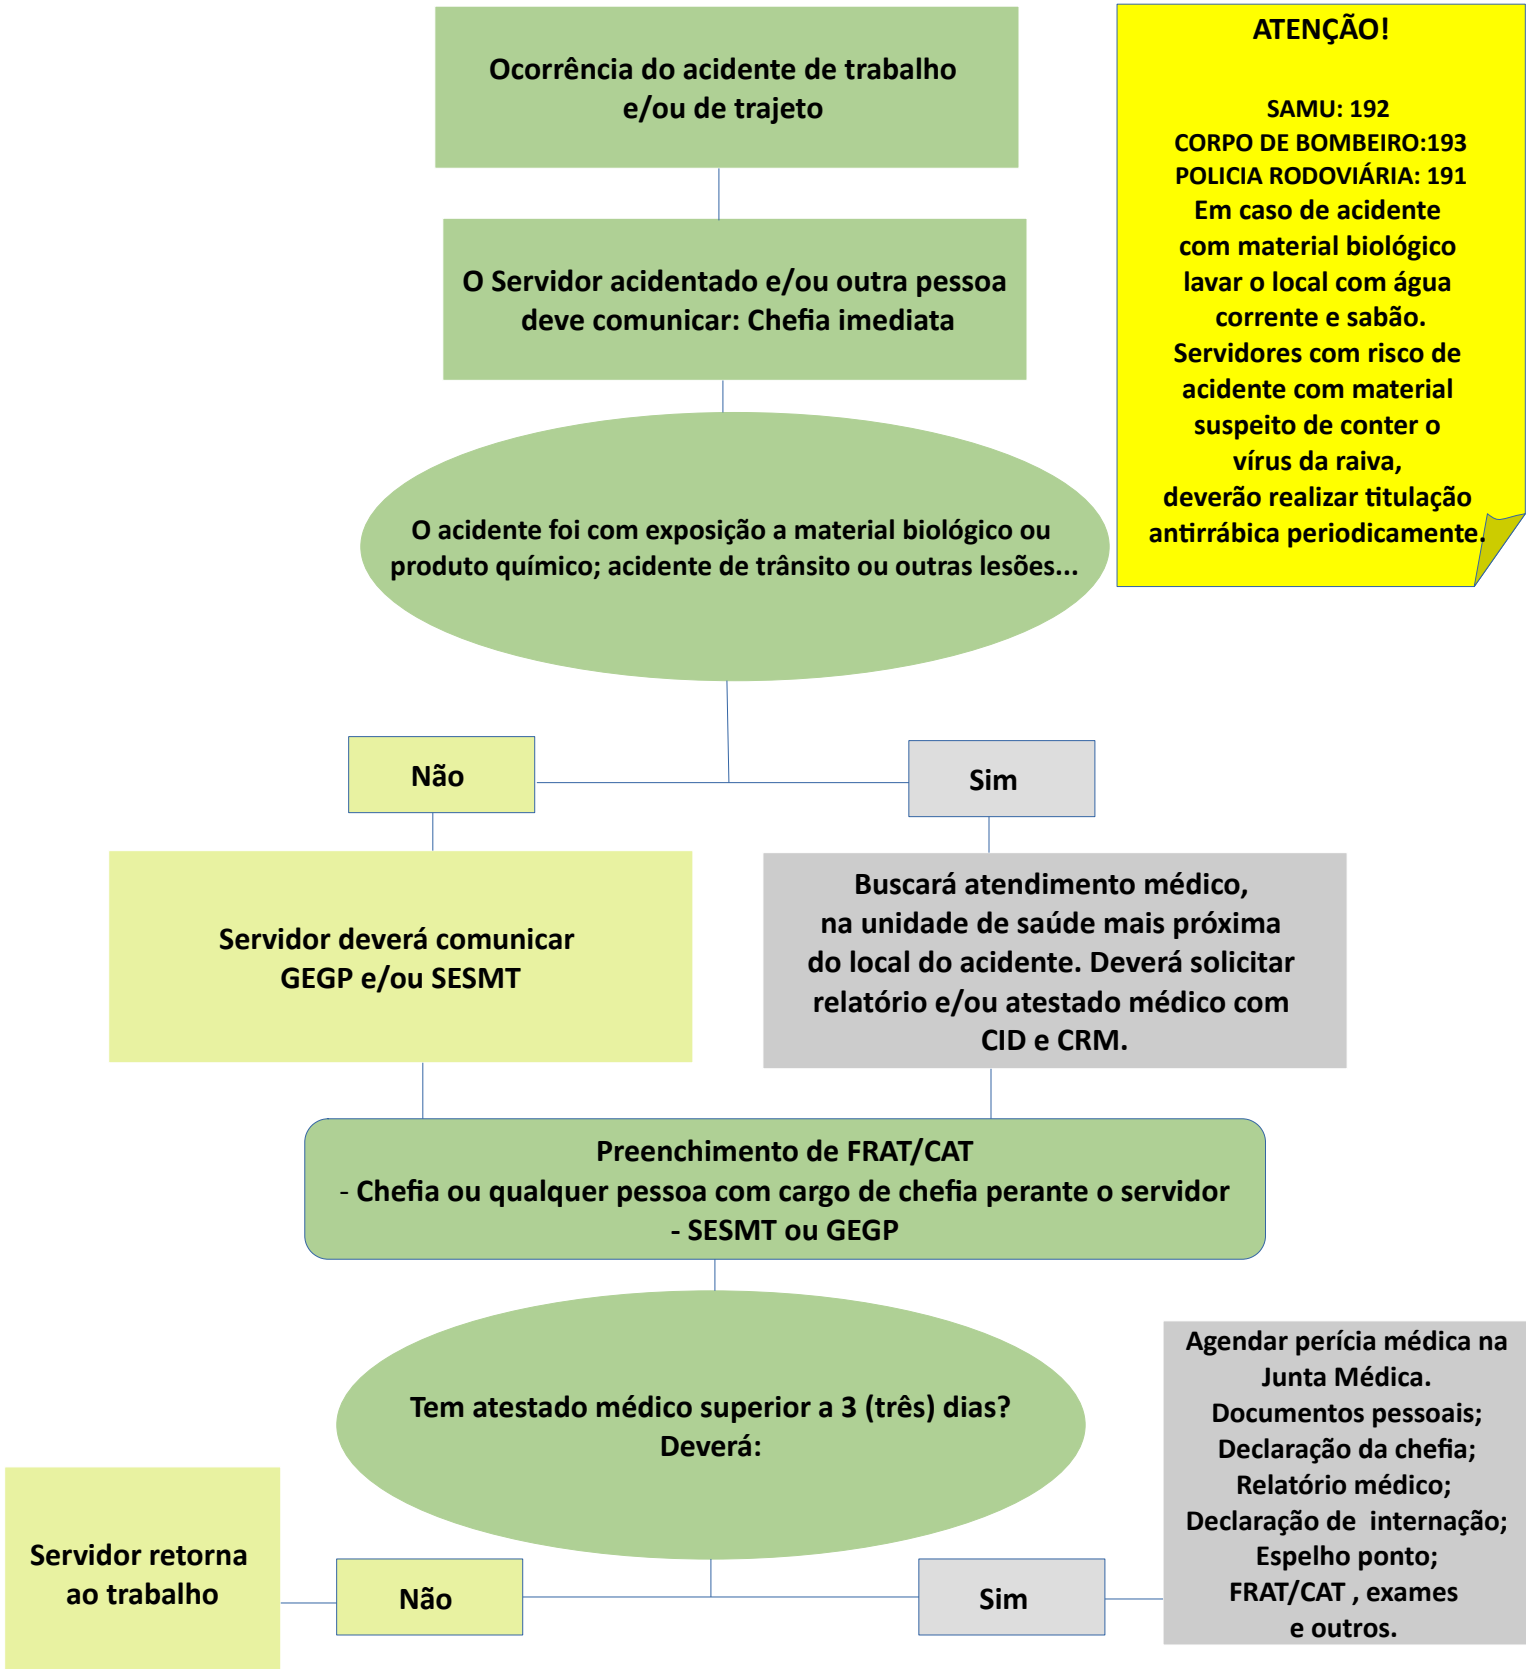 Ocorrência do acidente de trabalho
e/ou de trajeto
ATENÇÃO!
SAMU: 192
CORPO DE BOMBEIRO:193
POLICIA RODOVIÁRIA: 191
Em caso de acidente
com material biológico
lavar o local com água
corrente e sabão.
Servidores com risco de
acidente com material
suspeito de conter o
vírus da raiva,
deverão realizar titulação
antirrábica periodicamente.
O Servidor acidentado e/ou outra pessoa
deve comunicar: Chefia imediata
O acidente foi com exposição a material biológico ou
produto químico; acidente de trânsito ou outras lesões...
Não
Sim
Servidor deverá comunicar
GEGP e/ou SESMT
Buscará atendimento médico,
na unidade de saúde mais próxima
do local do acidente. Deverá solicitar
relatório e/ou atestado médico com
CID e CRM.
Preenchimento de FRAT/CAT
- Chefia ou qualquer pessoa com cargo de chefia perante o servidor
- SESMT ou GEGP
Tem atestado médico superior a 3 (três) dias?
Deverá:
Não
Sim
Servidor retorna
ao trabalho
Agendar perícia médica na
Junta Médica.
Documentos pessoais;
Declaração da chefia;
Relatório médico;
Declaração de internação;
Espelho ponto;
FRAT/CAT , exames
e outros.